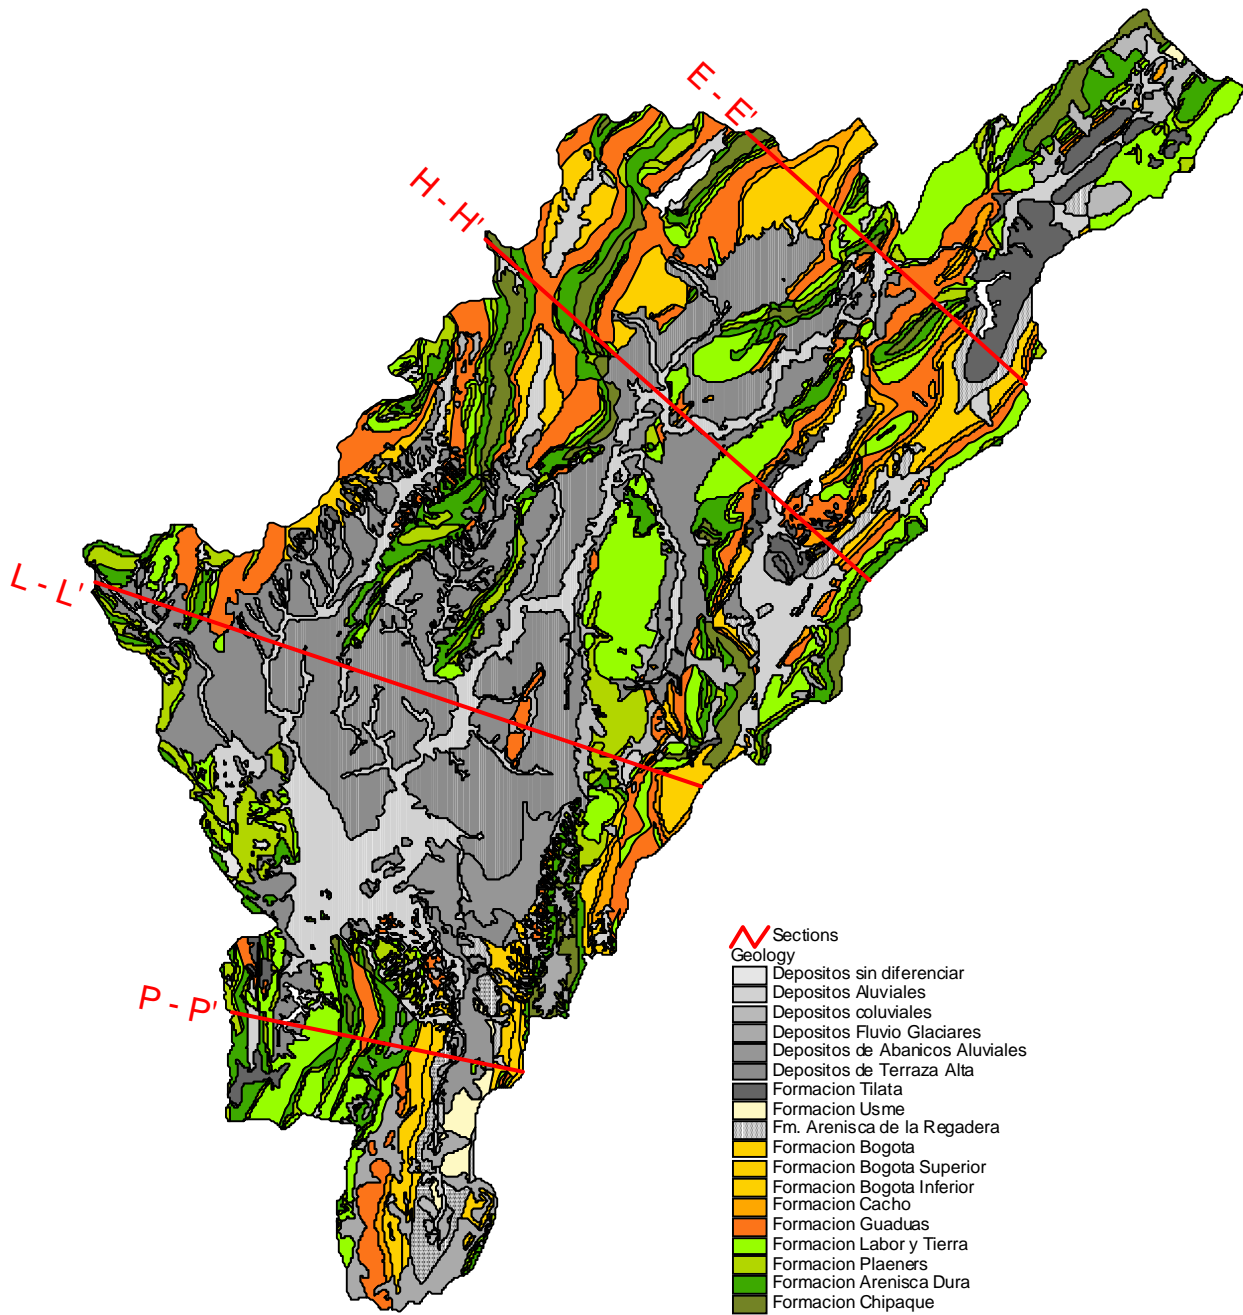 E - E'
H - H'
L - L'
P - P'
Sections
Geology
Depositos sin diferenciar
Depositos Aluviales
Depositos coluviales
Depositos Fluvio Glaciares
Depositos de Abanicos Aluviales
Depositos de Terraza Alta
Formacion Tilata
Formacion Usme
Fm. Arenisca de la Regadera
Formacion Bogota
Formacion Bogota Superior
Formacion Bogota Inferior
Formacion Cacho
Formacion Guaduas
Formacion Labor y Tierra
Formacion Plaeners
Formacion Arenisca Dura
Formacion Chipaque